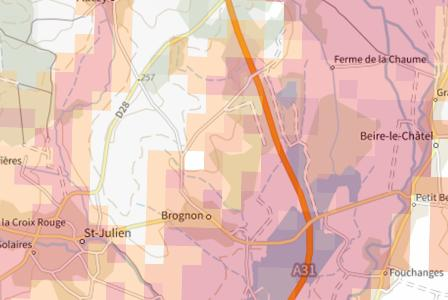 257
Ferme de la Chaume
D28
Beire-le-Châtel
ières
Petit Be
la Croix Rouge
Brognon
St-Julien
Solaires
A31
Fouchanges